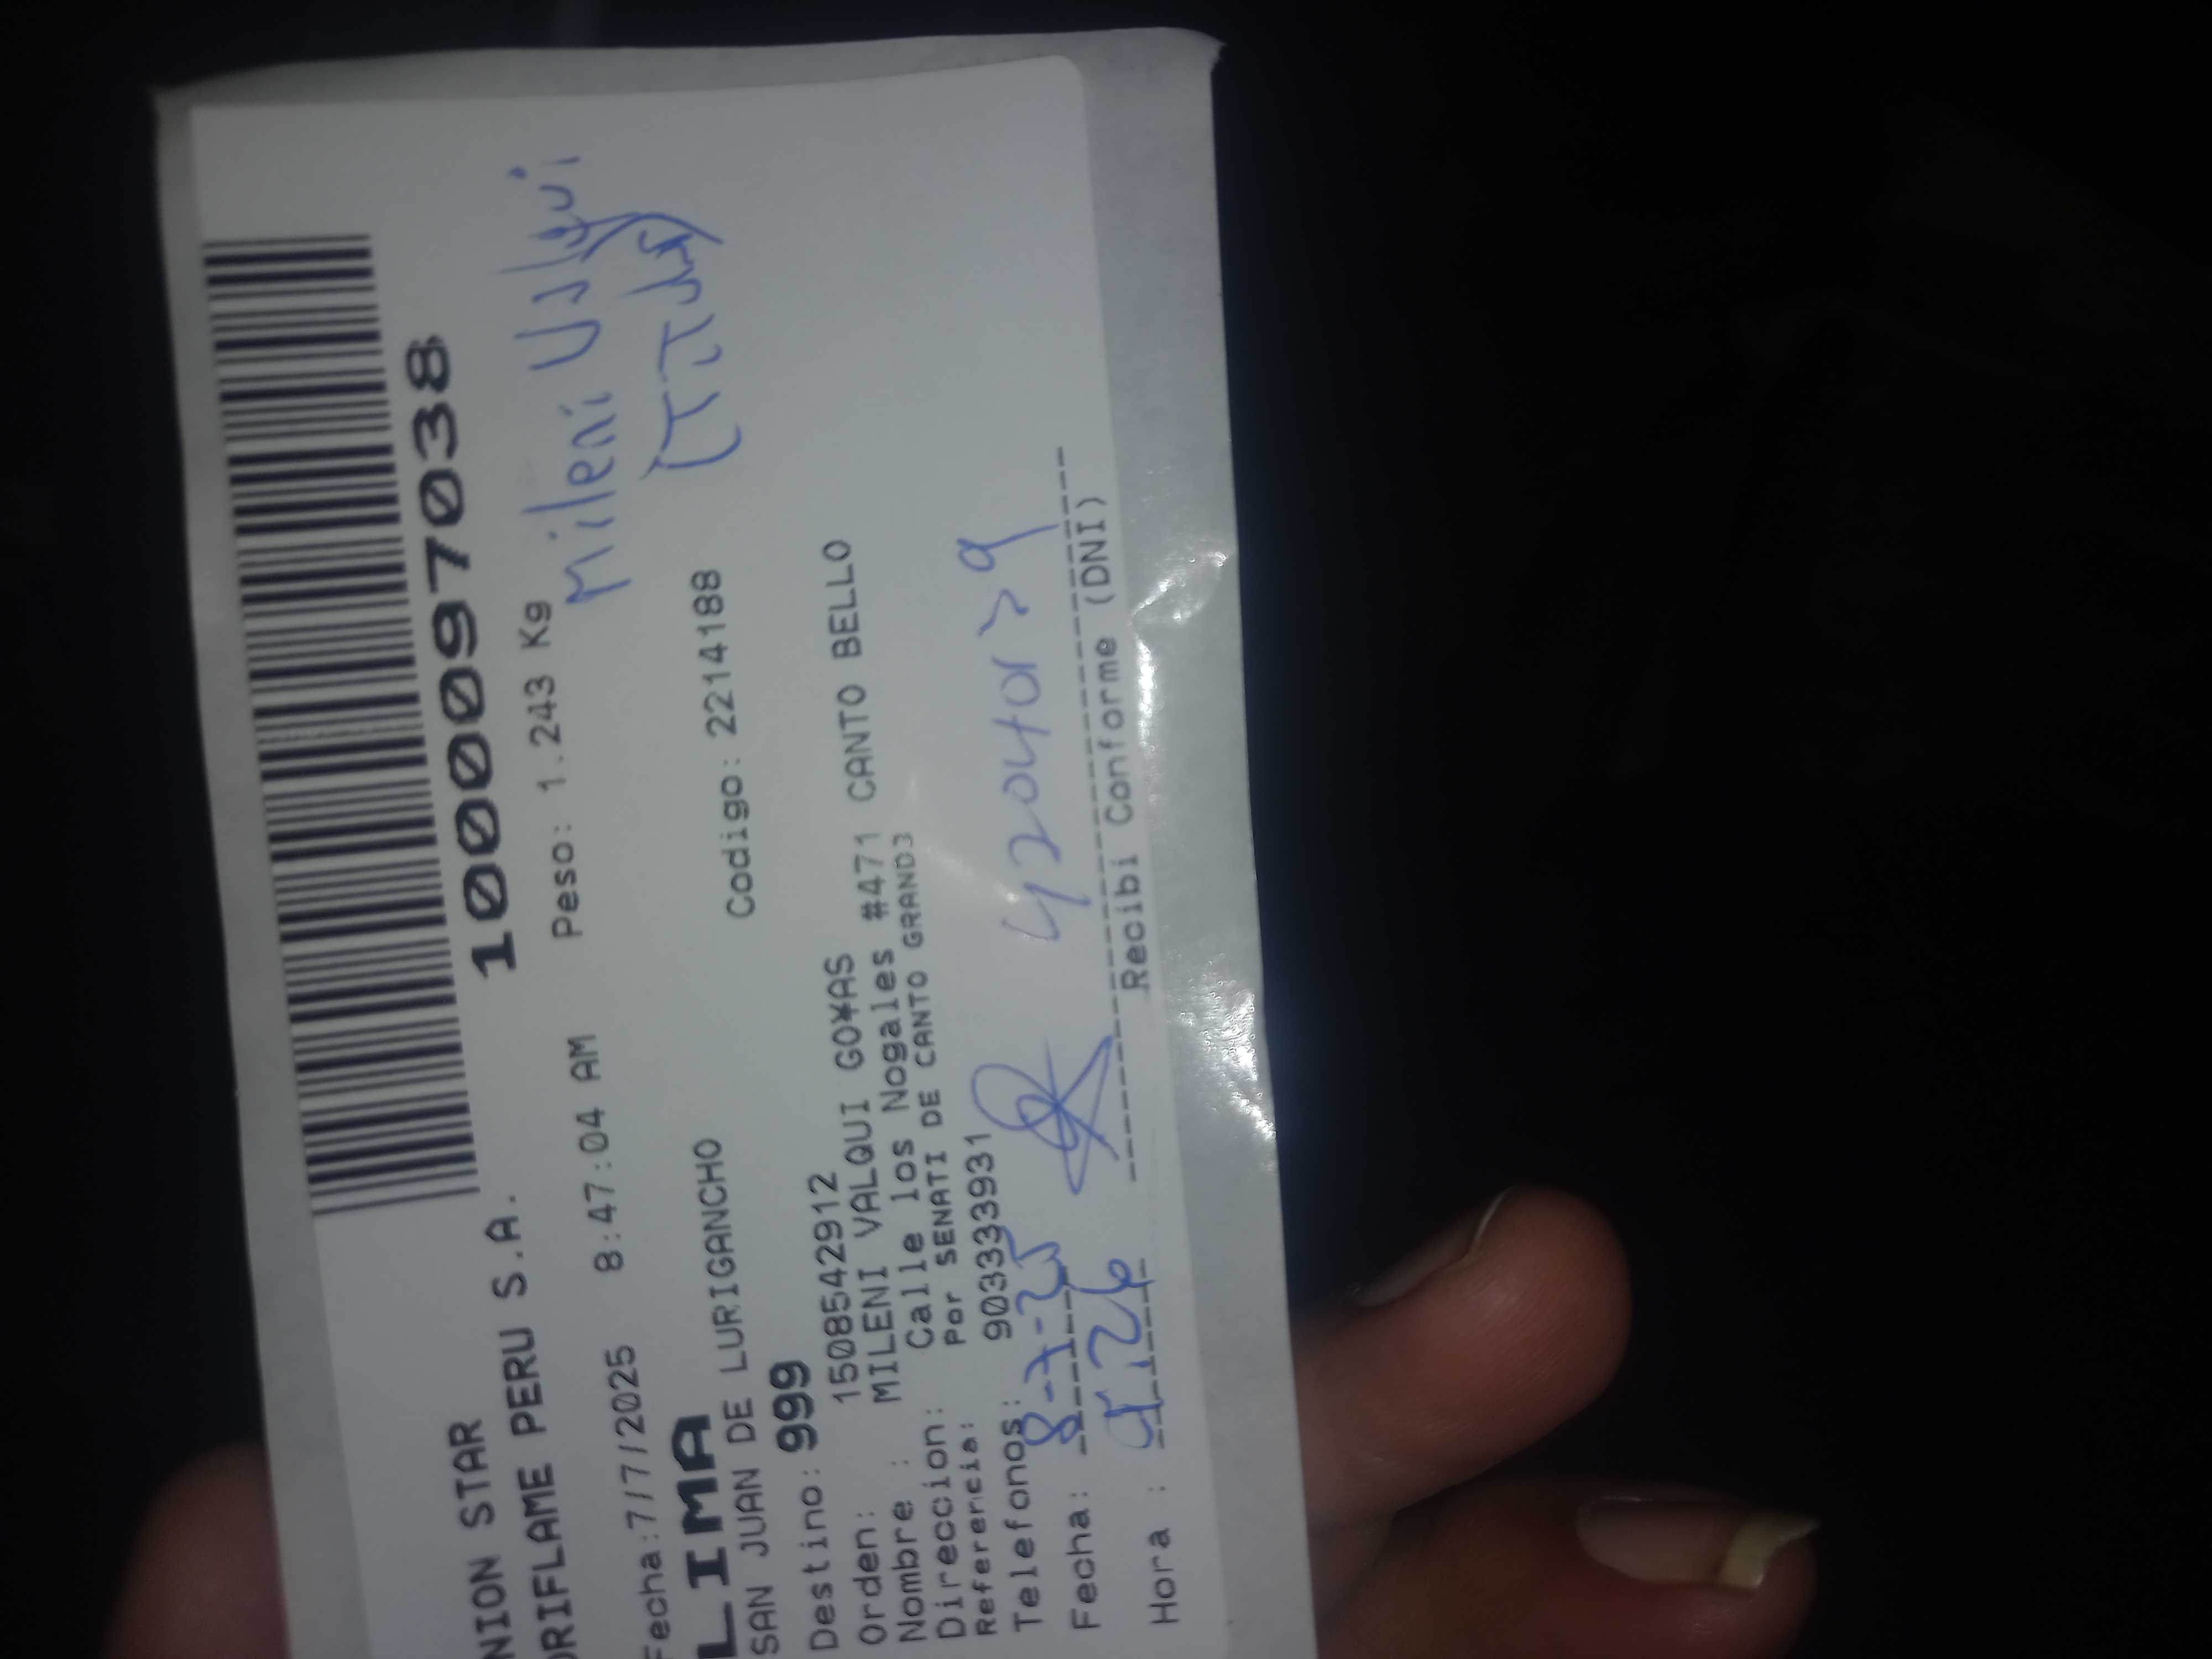 1000097038
NION STAR
ORIFLAME PERU S.A.
Fecha:7/7/2025 8:47:04 AM Peso: 1.243 Kg
Mileni Valqui
(TITULAR)
LIMA
SAN JUAN DE LURIGANCHO Codigo: 2214188
Destino: 999
Orden: 1508542912
Nombre : MILENI VALQUI GO¥AS
Direccion: Calle los Nogales #471 CANTO BELLO
Referencia: Por SENATI DE CANTO GRAND3
Telefonos: 903333931
Fecha: 8-7-25
Hora : 4:26
Recibi Conforme (DNI)